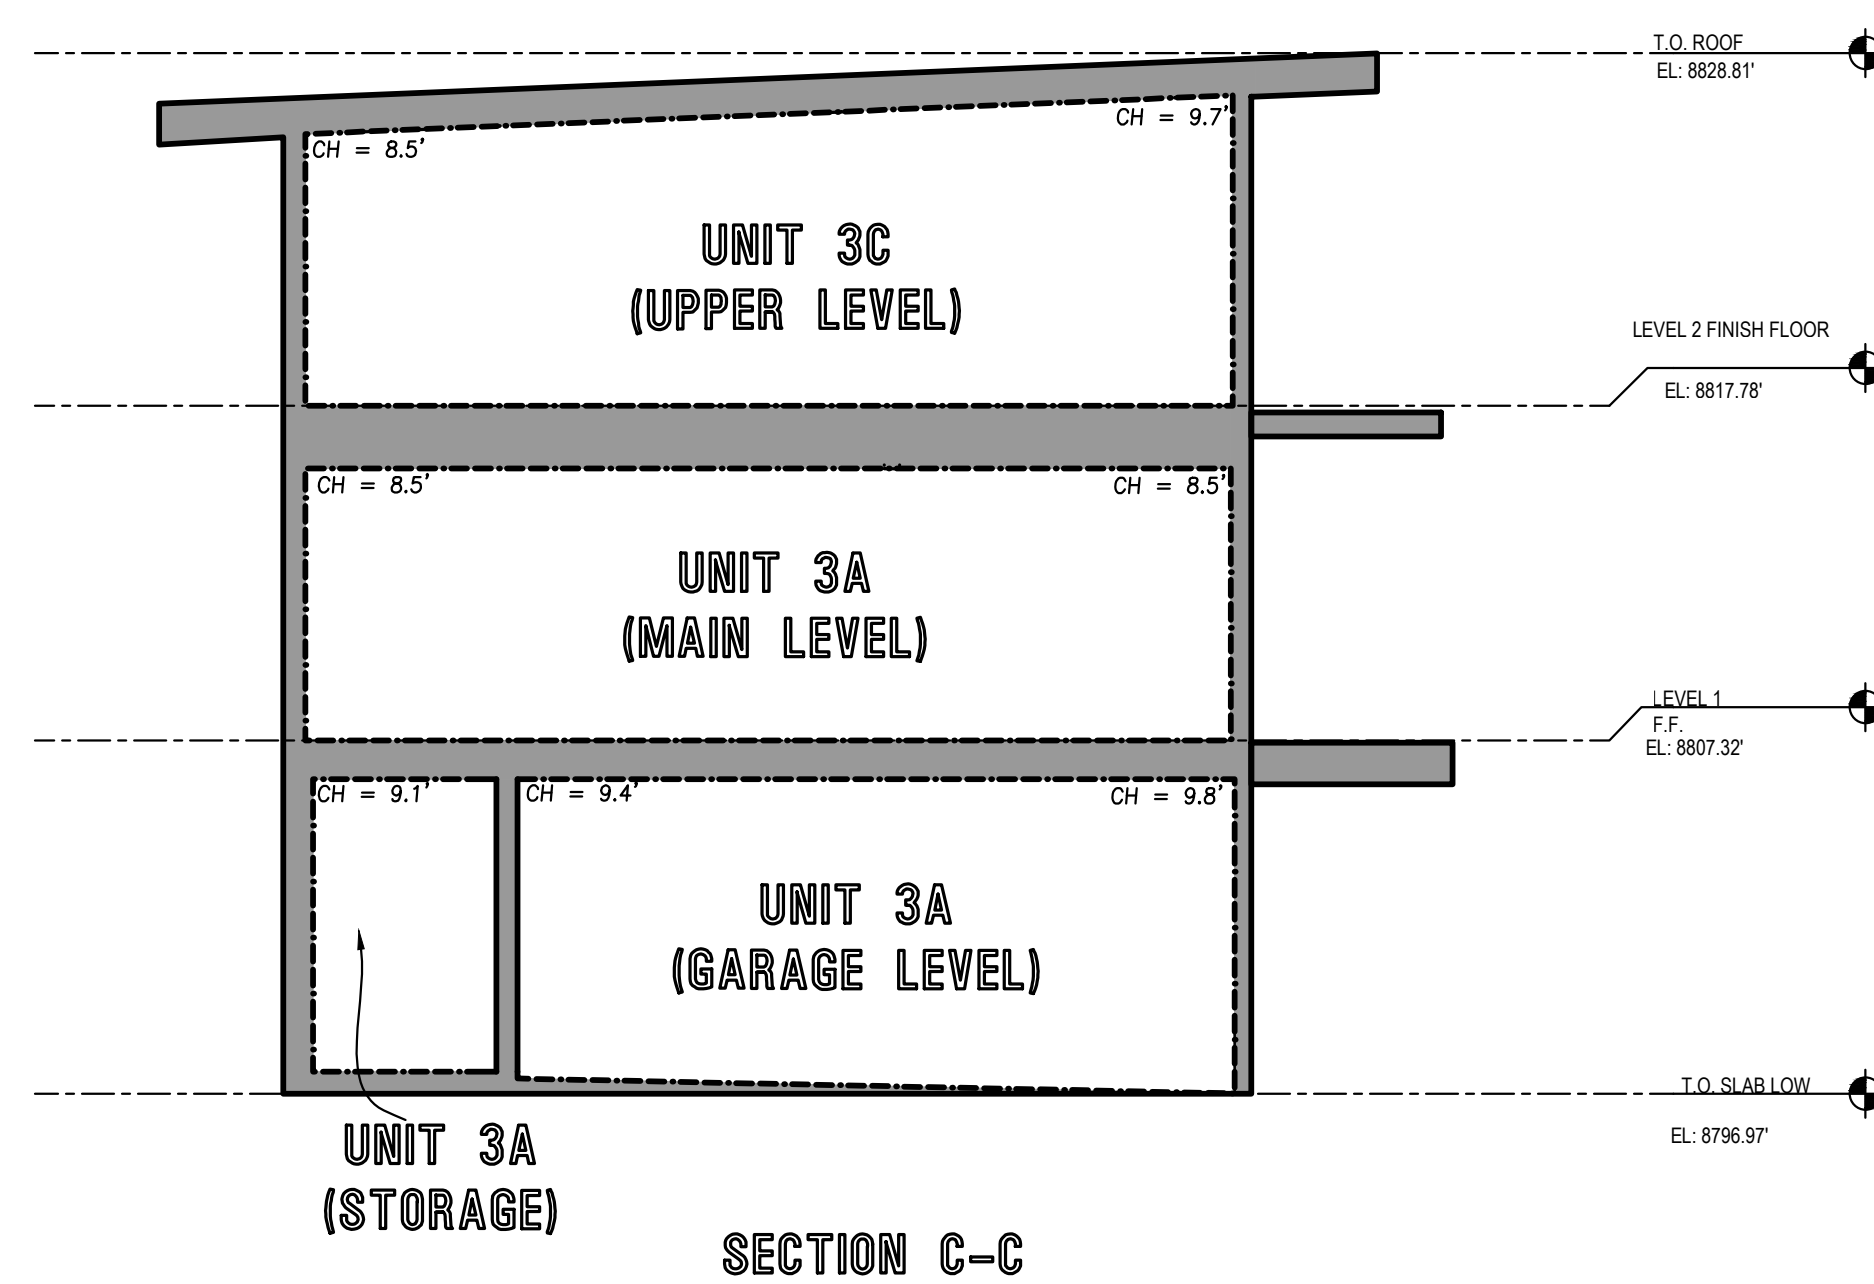 T.O. ROOF
EL: 8828.81'
CH = 9.7'
CH = 8.5'
UNIT 3C
(UPPER LEVEL)
LEVEL 2 FINISH FLOOR
EL: 8817.78'
CH = 8.5'
CH = 8.5'
UNIT 3A
(MAIN LEVEL)
LEVEL 1
F.F.
EL: 8807.32'
CH = 9.1'
CH = 9.4'
CH = 9.8'
UNIT 3A
(GARAGE LEVEL)
T.O. SLAB LOW
EL: 8796.97'
UNIT 3A
(STORAGE)
SECTION C-C